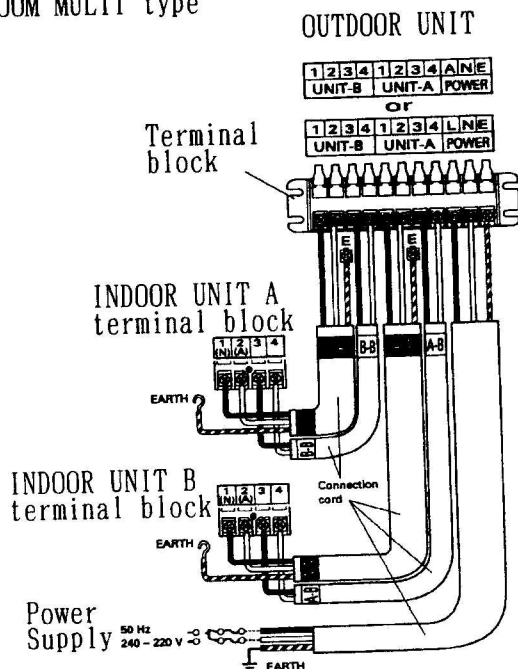 OOM MULTI type
OUTDOOR UNIT
1 2 3 4 1 2 3 4 A N E
UNIT-B UNIT-A POWER
or
1 2 3 4 1 2 3 4 L N E
UNIT-B UNIT-A POWER
Terminal
block
E E
INDOOR UNIT A
terminal block
B-B A-B
1 2 3 4
(N) (A)
EARTH
INDOOR UNIT B
terminal block
Connection
cord
1 2 3 4
(N) (A)
EARTH
A-B
Power
Supply
50 Hz
240 – 220 V
EARTH